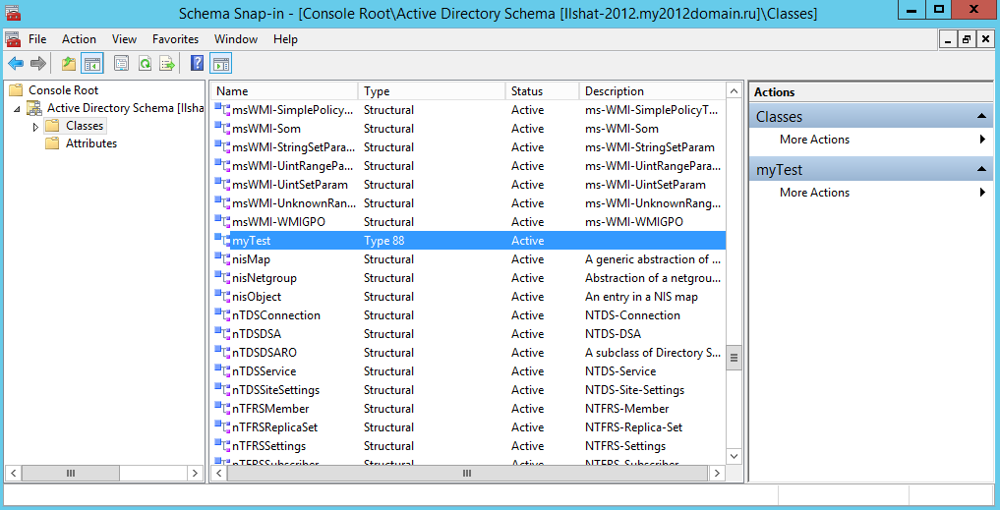 Schema Snap-in - [Console Root\Active Directory Schema [Ilshat-2012.my2012domain.ru]\Classes]
File Action View Favorites Window Help
Console Root
Active Directory Schema [Ilsha
Classes
Attributes
Name Type Status Description
msWMI-SimplePolicy... Structural Active ms-WMI-SimplePolicyT...
msWMI-Som Structural Active ms-WMI-Som
msWMI-StringSetPara... Structural Active ms-WMI-StringSetParam
msWMI-UintRangePara... Structural Active ms-WMI-UintRangePara...
msWMI-UintSetParam Structural Active ms-WMI-UintSetParam
msWMI-UnknownRan... Structural Active ms-WMI-UnknownRang...
msWMI-WMIGPO Structural Active ms-WMI-WMIGPO
myTest Type 88 Active
nisMap Structural Active A generic abstraction of ...
nisNetgroup Structural Active Abstraction of a netgrou...
nisObject Structural Active An entry in a NIS map
nTDSConnection Structural Active NTDS-Connection
nTDSDSA Structural Active NTDS-DSA
nTDSDSARO Structural Active A subclass of Directory S...
nTDSService Structural Active NTDS-Service
nTDSSiteSettings Structural Active NTDS-Site-Settings
nTFRSMember Structural Active NTFRS-Member
nTFRSReplicaSet Structural Active NTFRS-Replica-Set
nTFRSSettings Structural Active NTFRS-Settings
nTFRSSubscriber Structural Active NTFRS-Subscriber
Actions
Classes
More Actions
myTest
More Actions